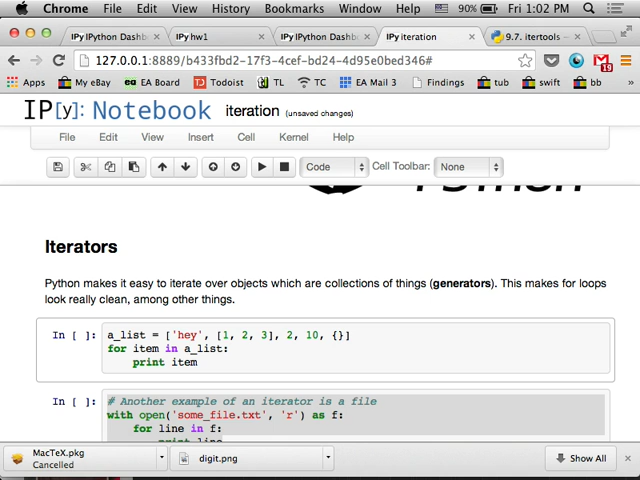 Chrome File Edit View History Bookmarks Window Help 90% Fri 1:02 PM
IPy IPython Dashb IPy hw1 IPy IPython Dashb IPy iteration 9.7. itertools —
127.0.0.1:8889/b433fbd2-17f3-4cef-bd24-4d95e0bed346# 19
Apps My eBay ea EA Board TD Todoist TL TC EA Mail 3 Findings tub swift bb
IP[y]: Notebook iteration (unsaved changes)
File Edit View Insert Cell Kernel Help
Code Cell Toolbar: None
Iterators
Python makes it easy to iterate over objects which are collections of things (generators). This makes for loops
look really clean, among other things.
In [ ]: a_list = ['hey', [1, 2, 3], 2, 10, {}]
for item in a_list:
print item
In [ ]: # Another example of an iterator is a file
with open('some_file.txt', 'r') as f:
for line in f:
print line
MacTeX.pkg
Cancelled
digit.png
Show All